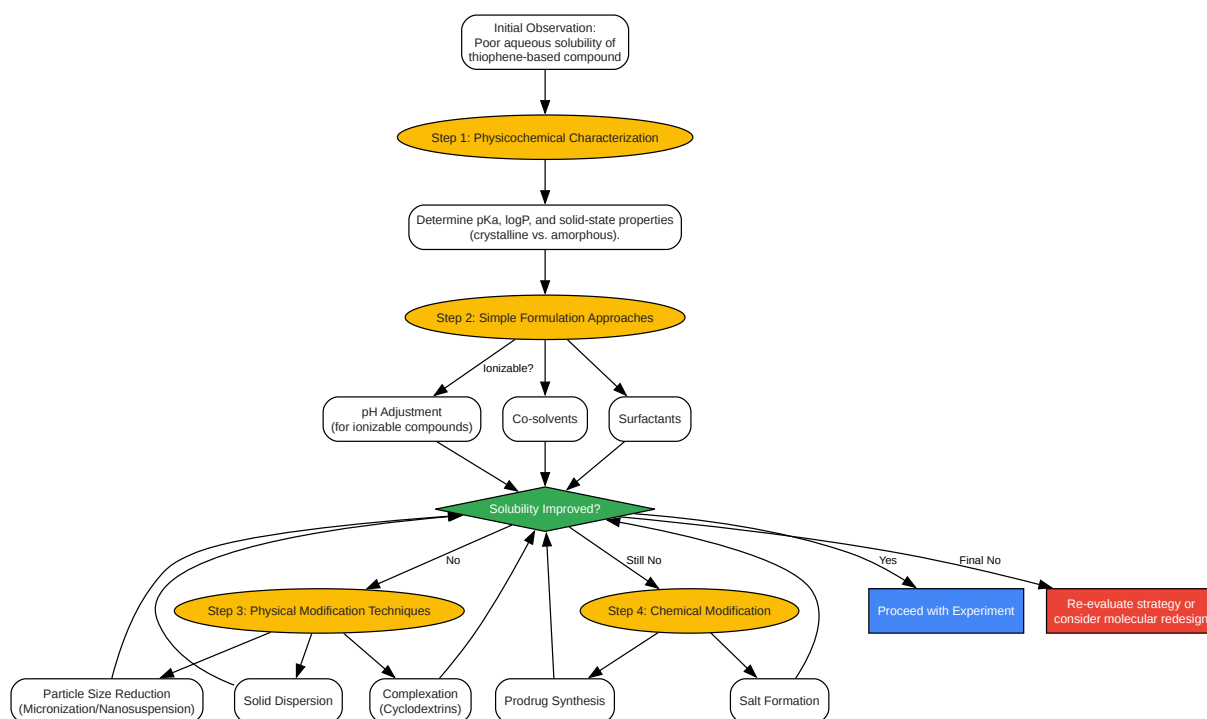 Initial Observation:
Poor aqueous solubility of
thiophene-based compound
Step 1: Physicochemical Characterization
Determine pKa, logP, and solid-state properties
(crystalline vs. amorphous).
Step 2: Simple Formulation Approaches
Ionizable?
pH Adjustment
(for ionizable compounds)
Co-solvents
Surfactants
Solubility Improved?
No
Still No
Yes
Final No
Step 3: Physical Modification Techniques
Step 4: Chemical Modification
Proceed with Experiment
Re-evaluate strategy or
consider molecular redesign
Particle Size Reduction
(Micronization/Nanosuspension)
Solid Dispersion
Complexation
(Cyclodextrins)
Prodrug Synthesis
Salt Formation